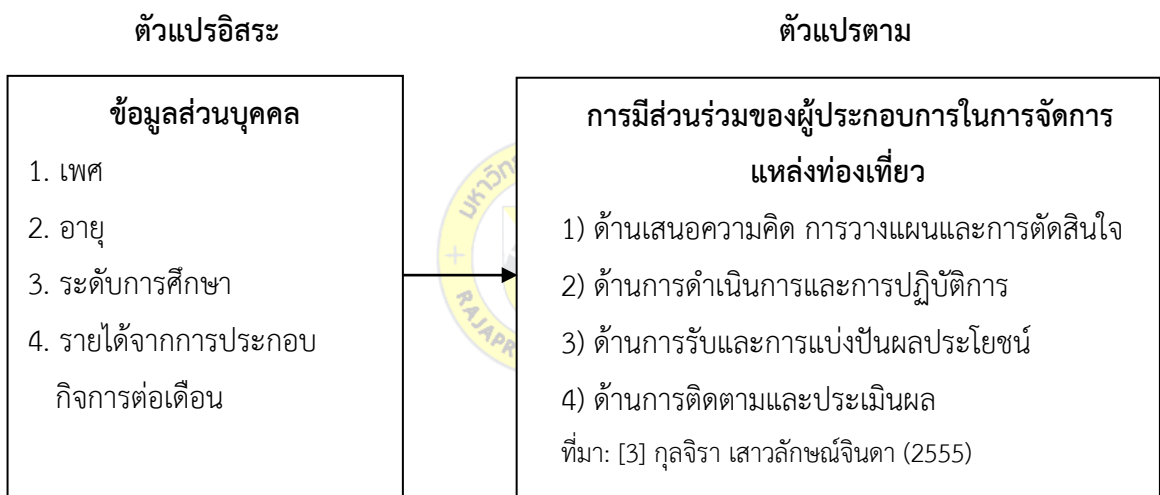 ตัวแปรอิสระ
ตัวแปรตาม
ข้อมูลส่วนบุคคล
1. เพศ
2. อายุ
3. ระดับการศึกษา
4. รายได้จากการประกอบ
กิจการต่อเดือน
การมีส่วนร่วมของผู้ประกอบการในการจัดการ
แหล่งท่องเที่ยว
1) ด้านเสนอความคิด การวางแผนและการตัดสินใจ
2) ด้านการดำเนินการและการปฏิบัติการ
3) ด้านการรับและการแบ่งปันผลประโยชน์
4) ด้านการติดตามและประเมินผล
ที่มา: [3] กุลจิรา เสาวลักษณ์จินดา (2555)